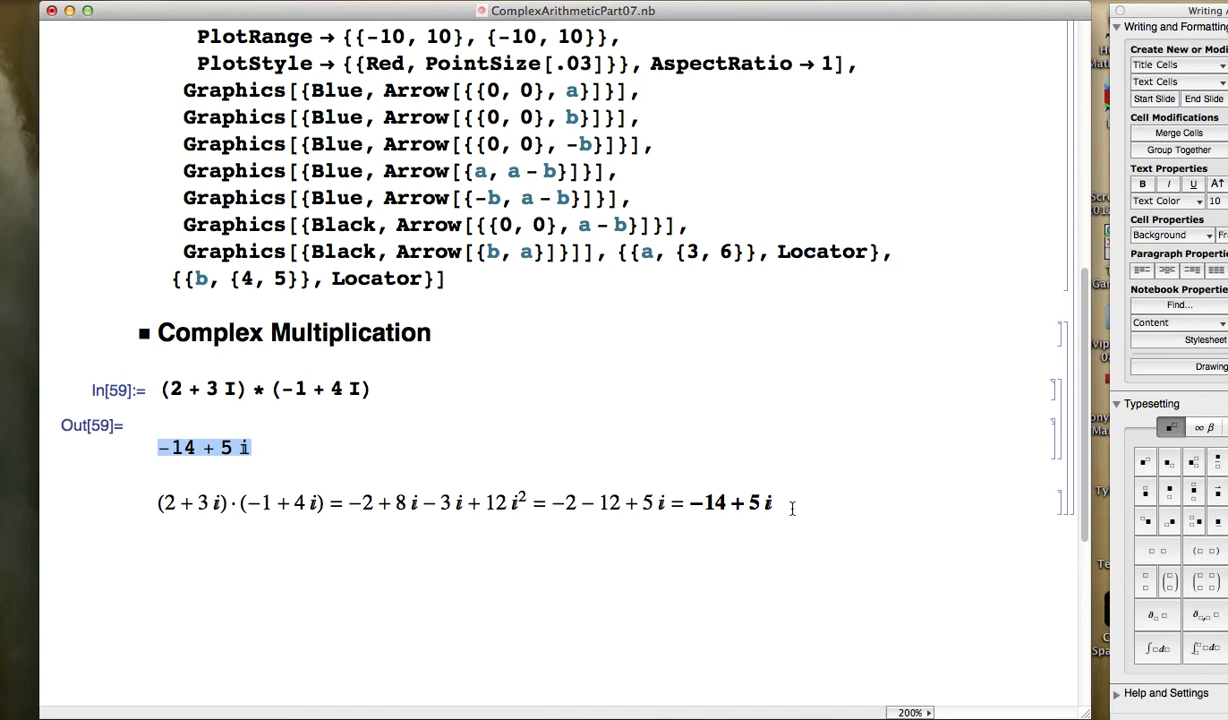 ComplexArithmeticPart07.nb
PlotRange → {{-10, 10}, {-10, 10}},
PlotStyle → {{Red, PointSize[.03]}}, AspectRatio → 1],
Graphics[{Blue, Arrow[{{0, 0}, a}]}],
Graphics[{Blue, Arrow[{{0, 0}, b}]}],
Graphics[{Blue, Arrow[{{0, 0}, -b}]}],
Graphics[{Blue, Arrow[{a, a - b}]}],
Graphics[{Blue, Arrow[{-b, a - b}]}],
Graphics[{Black, Arrow[{{0, 0}, a - b}]}],
Graphics[{Black, Arrow[{b, a}]}]], {{a, {3, 6}}, Locator},
{{b, {4, 5}}, Locator}]
■ Complex Multiplication
In[59]:= (2 + 3 I) * (-1 + 4 I)
Out[59]=
-14 + 5 i
(2 + 3 i) · (-1 + 4 i) = -2 + 8 i - 3 i + 12 i² = -2 - 12 + 5 i = -14 + 5 i
200%
Writing
Writing and Formatting
Create New or Modi
Title Cells
Text Cells
Start Slide End Slide
Cell Modifications
Merge Cells
Group Together
Text Properties
B I U A↑
Text Color 10
Cell Properties
Background Fr
Paragraph Propertie
Notebook Propertie
Find...
Content
Stylesheet
Drawing
Typesetting
∞ β
Help and Settings